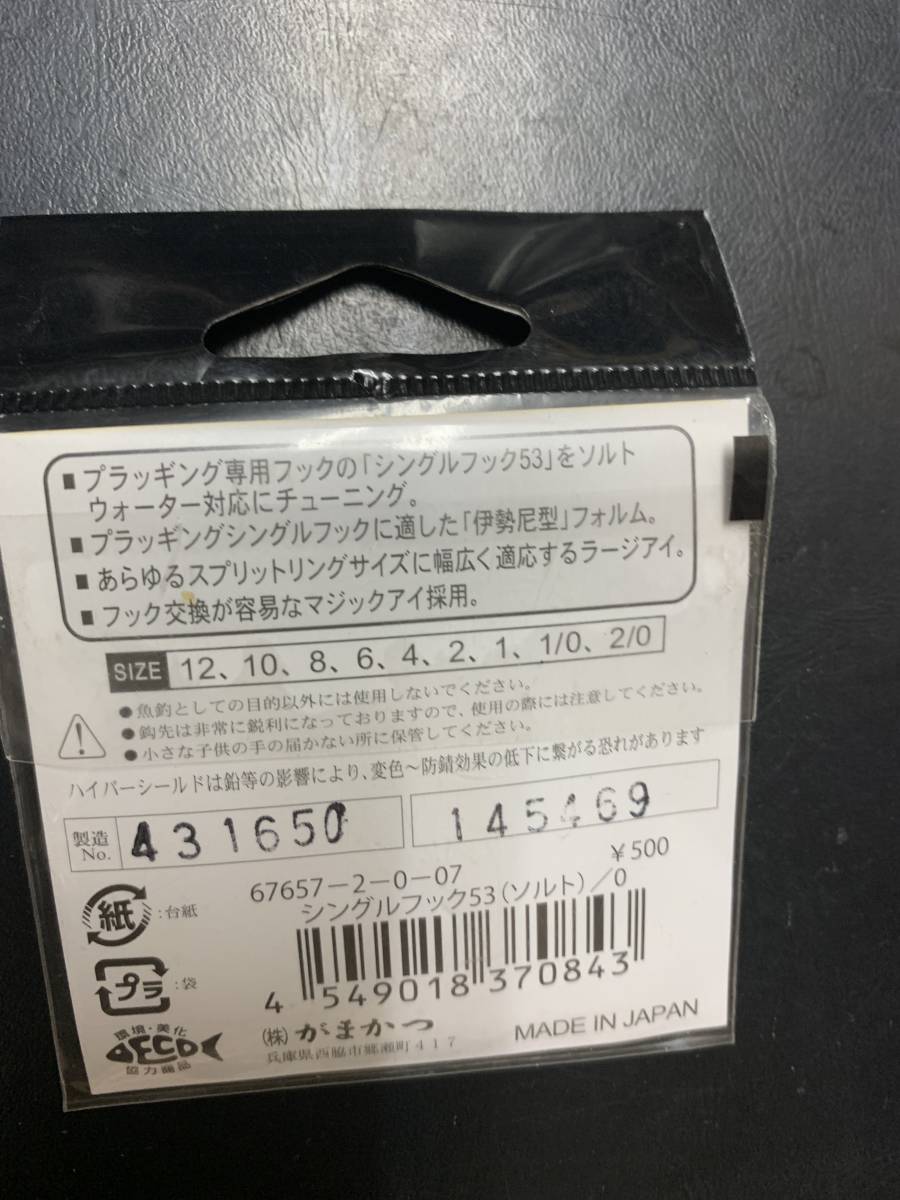 ■プラッギング専用フックの「シングルフック53」をソルト
ウォーター対応にチューニング。
■プラッギングシングルフックに適した「伊勢尼型」フォルム。
■あらゆるスプリットリングサイズに幅広く適応するラージアイ。
■フック交換が容易なマジックアイ採用。
SIZE 12、10、8、6、4、2、1、1/0、2/0
●魚釣としての目的以外には使用しないでください。
●鈎先は非常に鋭利になっておりますので、使用の際には注意してください。
●小さな子供の手の届かない所に保管してください。
ハイパーシールドは鉛等の影響により、変色～防錆効果の低下に繋がる恐れがあります
製造No. 431650 145469
¥500
67657-2-0-07
シングルフック53(ソルト)/0
紙:台紙
プラ:袋
4 549018 370843
環境・美化
ECO
協力商品
(株)がまかつ
兵庫県西脇市郷瀬町417
MADE IN JAPAN